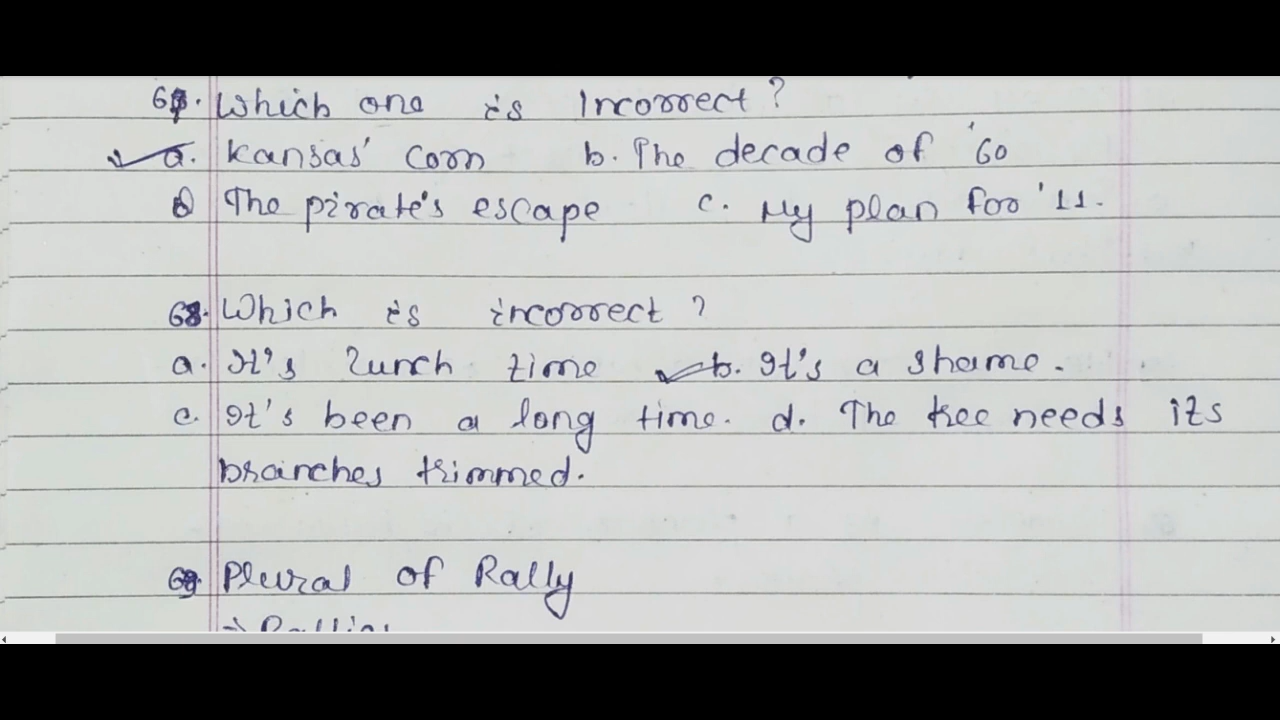 67. Which one is Incorrect?
a. Kansas' corn b. The decade of '60
d The pirate's escape c. My plan for '11.
68. Which is incorrect?
a. It's lunch time b. It's a shame.
c. It's been a long time. d. The tree needs its
branches trimmed.
69. Plural of Rally
→ Rallies